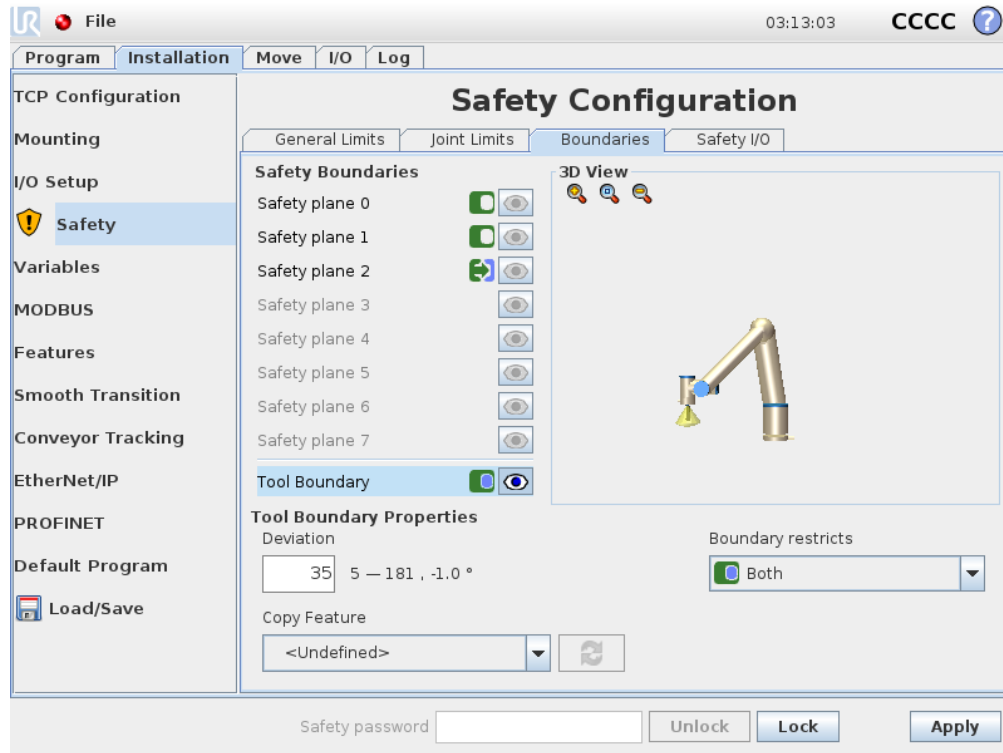 UR File 03:13:03 CCCC ?
Program Installation Move I/O Log
TCP Configuration
Mounting
I/O Setup
Safety
Variables
MODBUS
Features
Smooth Transition
Conveyor Tracking
EtherNet/IP
PROFINET
Default Program
Load/Save
Safety Configuration
General Limits Joint Limits Boundaries Safety I/O
Safety Boundaries
Safety plane 0
Safety plane 1
Safety plane 2
Safety plane 3
Safety plane 4
Safety plane 5
Safety plane 6
Safety plane 7
Tool Boundary
3D View
Tool Boundary Properties
Deviation
35 5 — 181 , -1.0 °
Boundary restricts
Both
Copy Feature
<Undefined>
Safety password Unlock Lock Apply